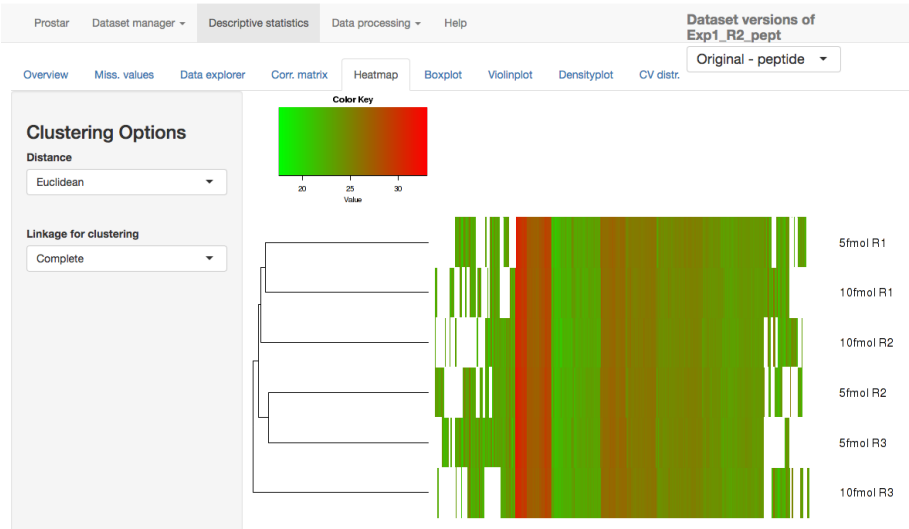 Prostar Dataset manager Descriptive statistics Data processing Help
Dataset versions of
Exp1_R2_pept
Original - peptide
Overview Miss. values Data explorer Corr. matrix Heatmap Boxplot Violinplot Densityplot CV distr.
Clustering Options
Distance
Euclidean
Linkage for clustering
Complete
Color Key
20 25 30
Value
5fmol R1
10fmol R1
10fmol R2
5fmol R2
5fmol R3
10fmol R3